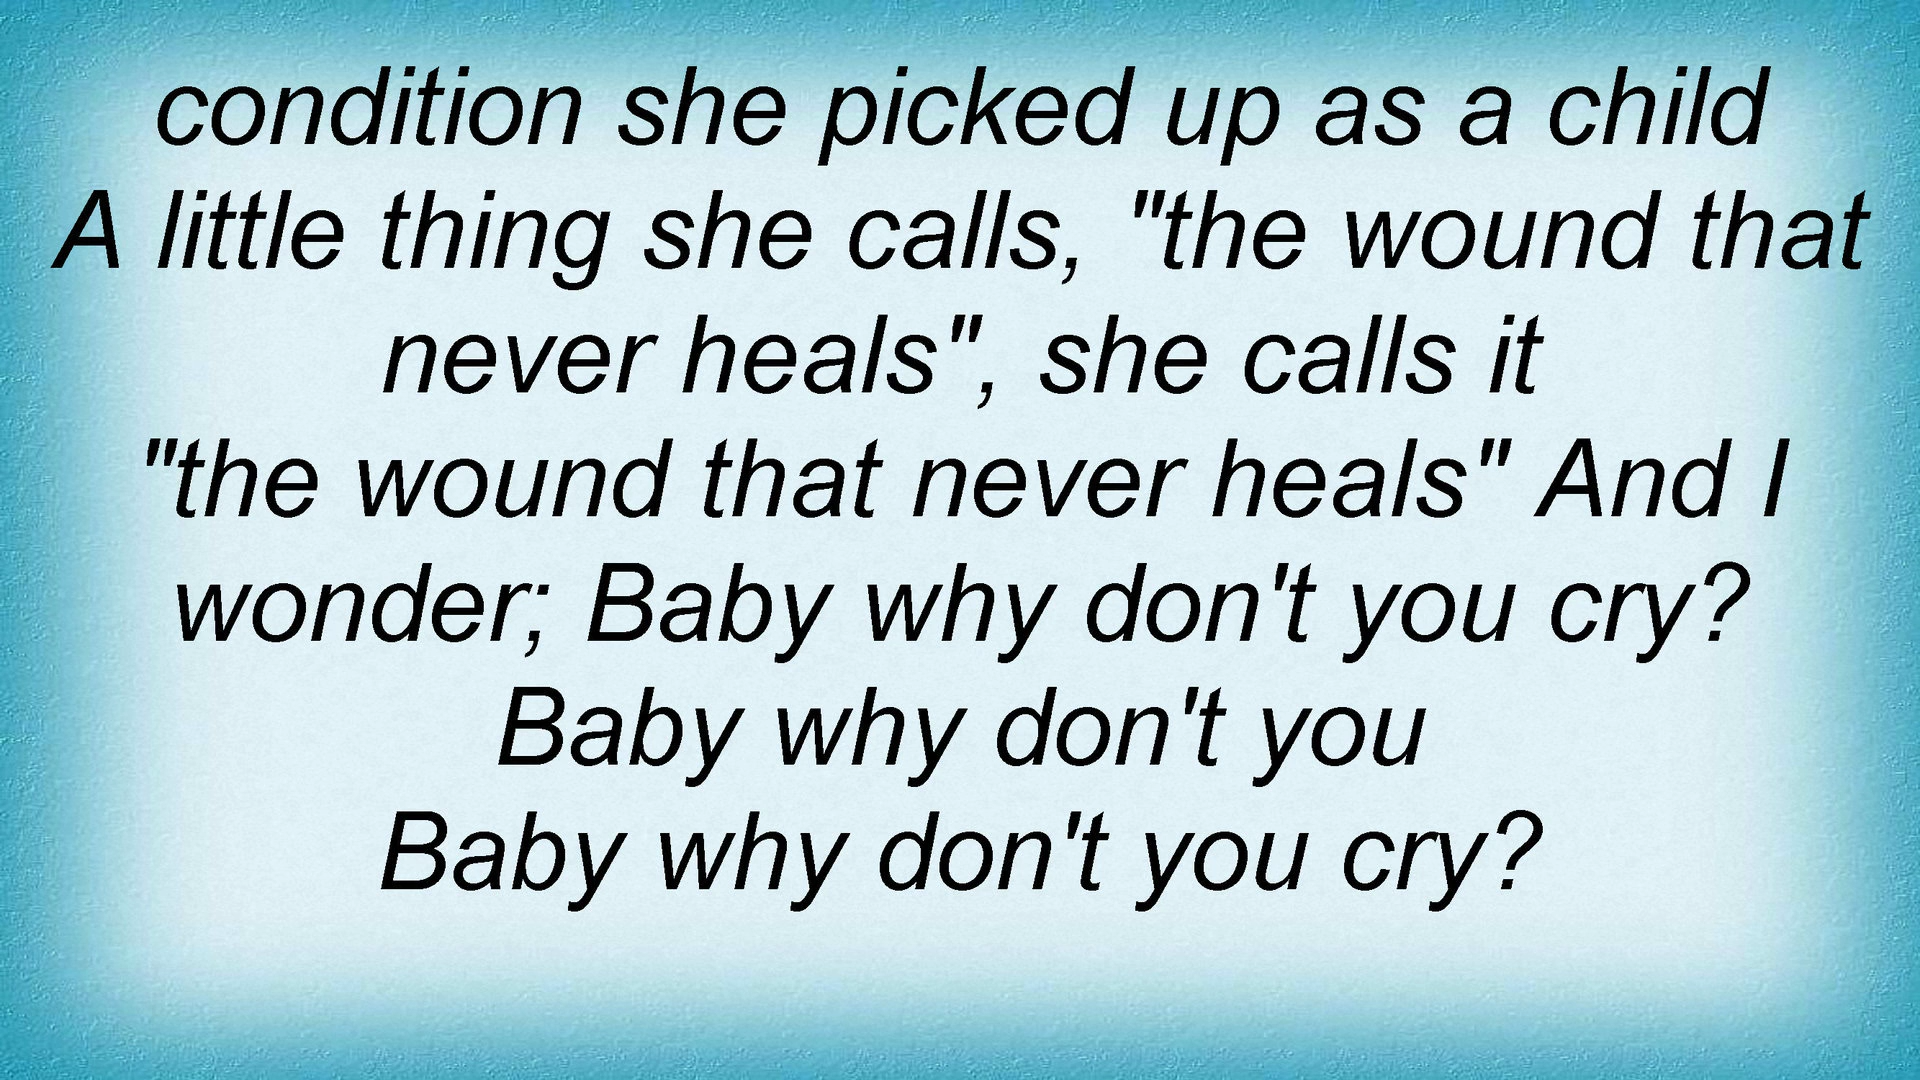 condition she picked up as a child
A little thing she calls, "the wound that
never heals", she calls it
"the wound that never heals" And I
wonder; Baby why don't you cry?
Baby why don't you
Baby why don't you cry?